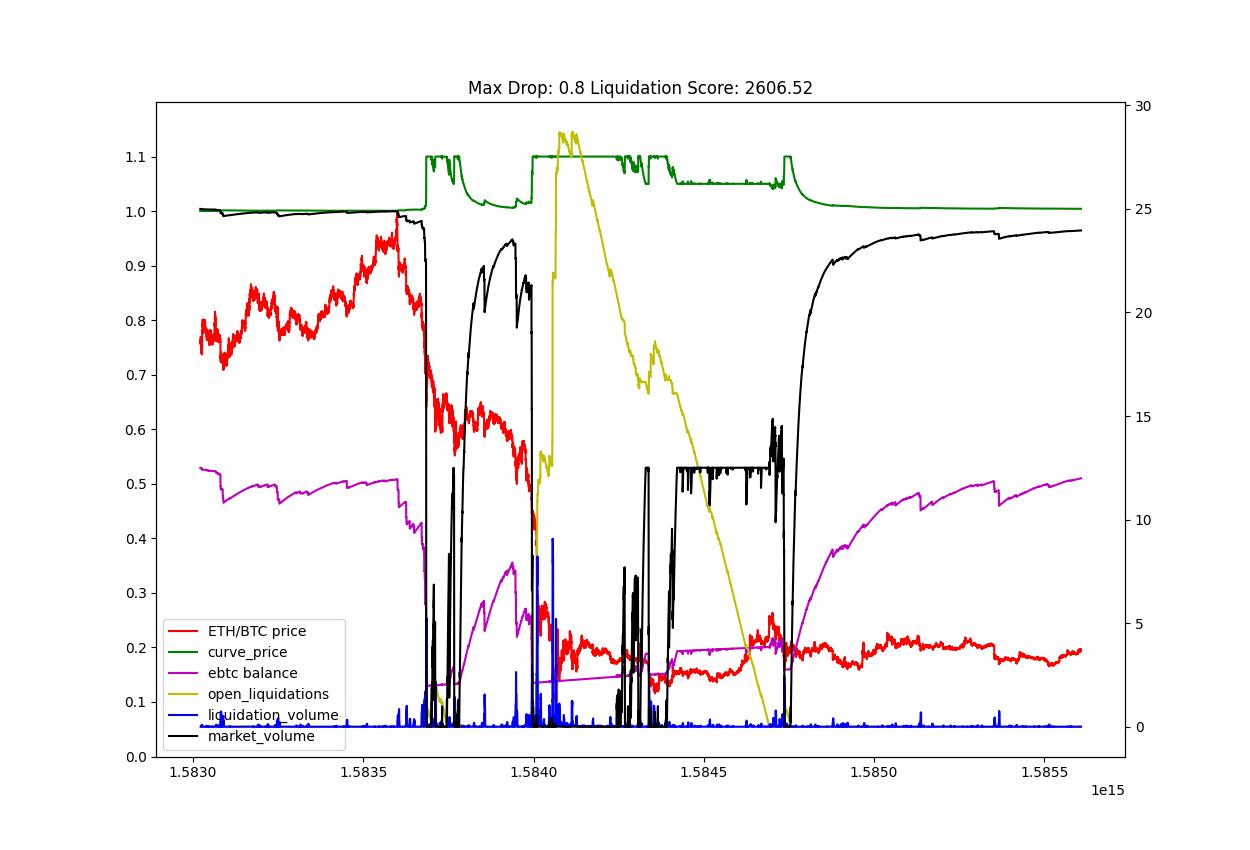 Max Drop: 0.8 Liquidation Score: 2606.52
1.1
1.0
0.9
0.8
0.7
0.6
0.5
0.4
0.3
0.2
0.1
0.0
30
25
20
15
10
5
0
ETH/BTC price
curve_price
ebtc balance
open_liquidations
liquidation_volume
market_volume
1.5830 1.5835 1.5840 1.5845 1.5850 1.5855
1e15